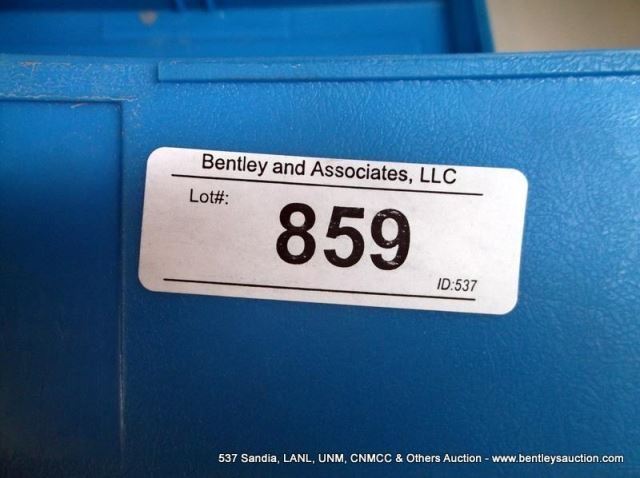 Bentley and Associates, LLC
Lot#:
859
ID:537
537 Sandia, LANL, UNM, CNMCC & Others Auction - www.bentleysauction.com